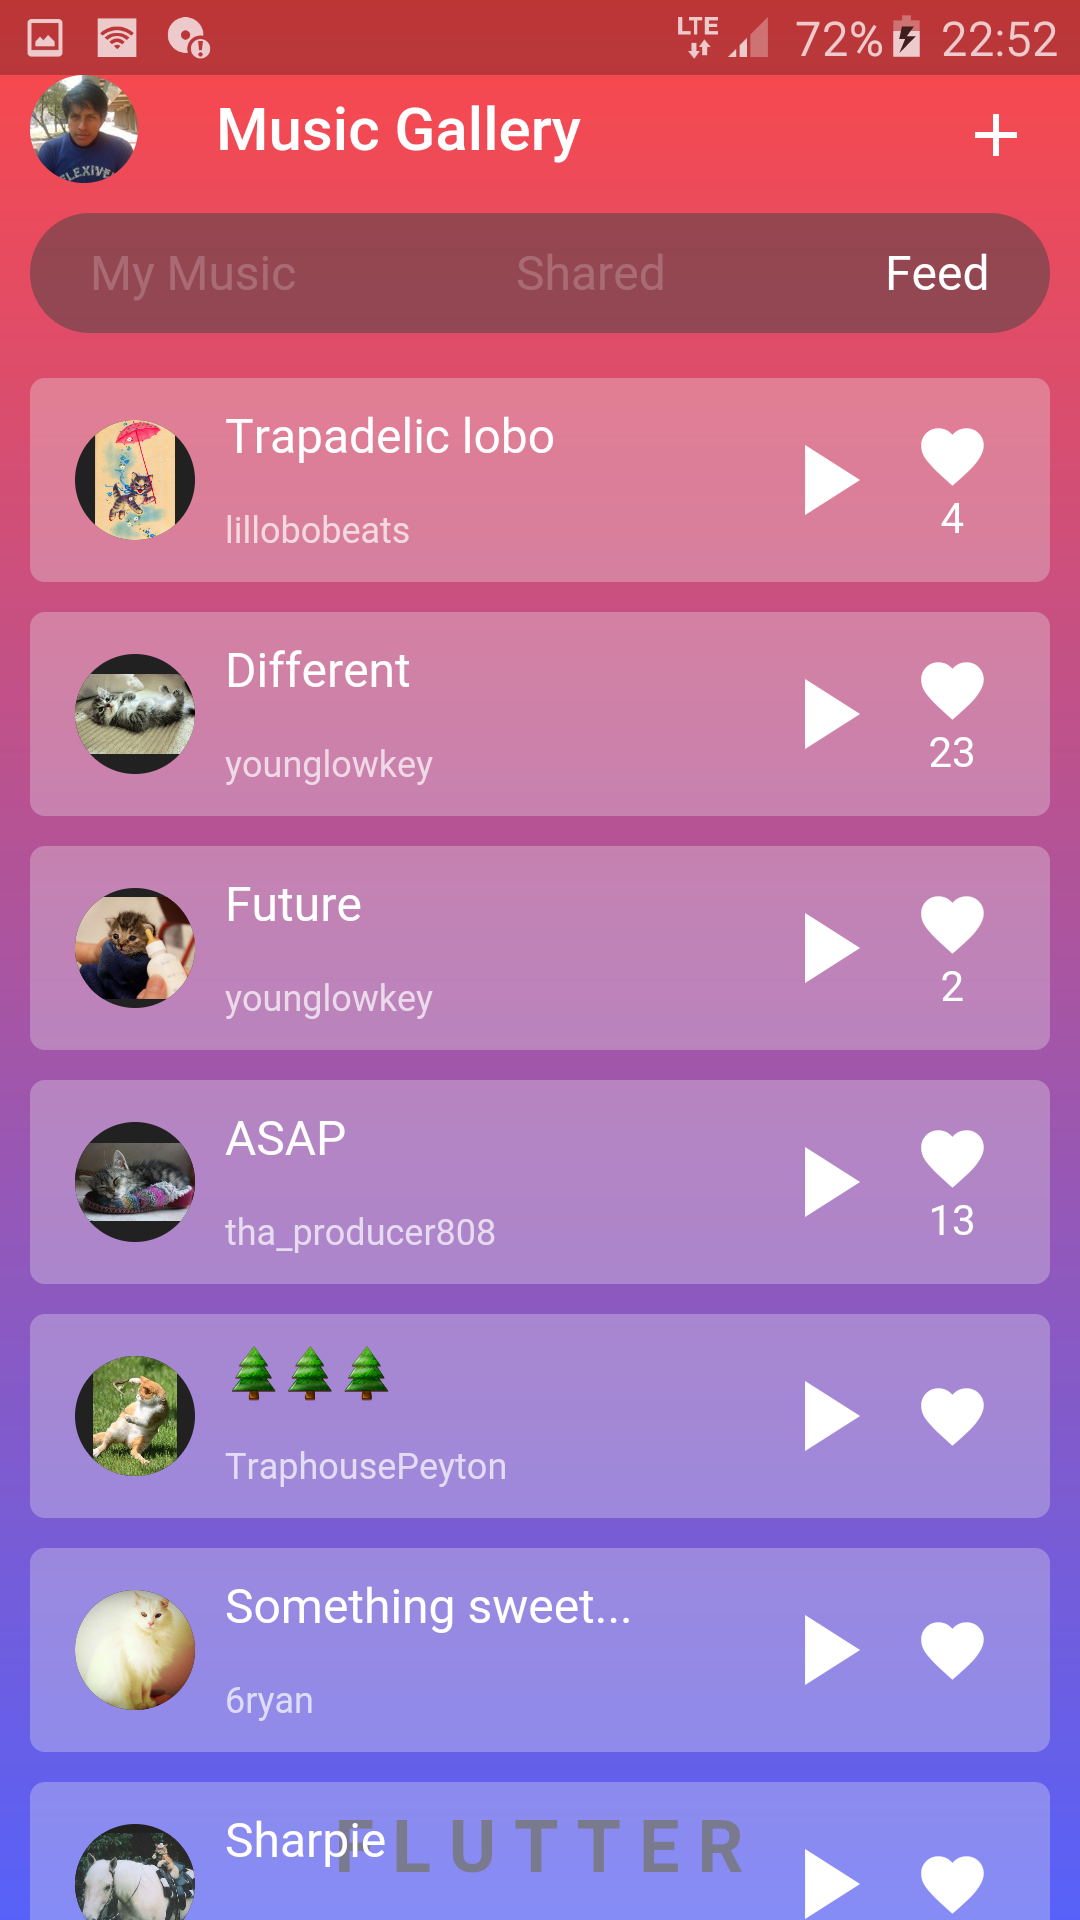 LTE 72% 22:52
Music Gallery +
My Music Shared Feed
Trapadelic lobo
lillobobeats
4
Different
younglowkey
23
Future
younglowkey
2
ASAP
tha_producer808
13
🌲🌲🌲
TraphousePeyton
Something sweet...
6ryan
Sharpie
FLUTTER